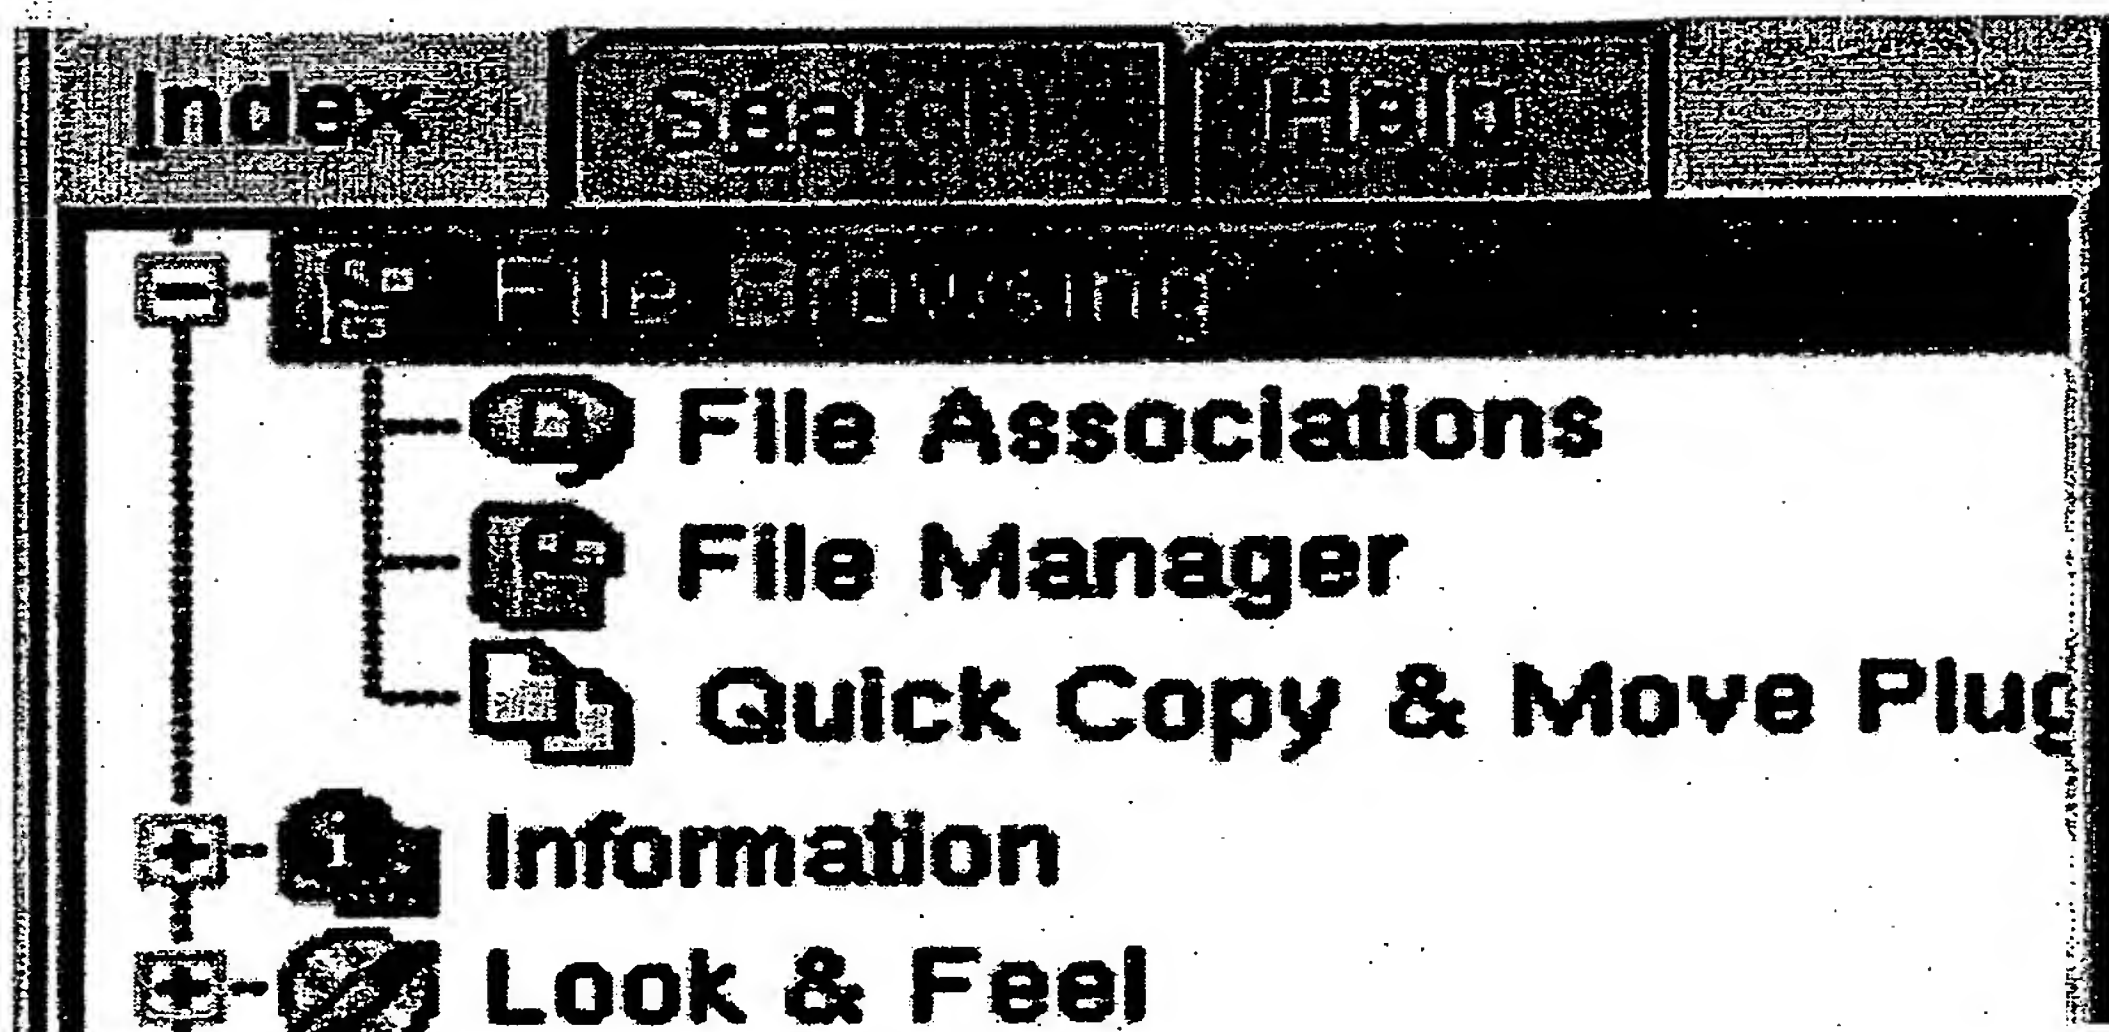 Index Search Help
File Browsing
File Associations
File Manager
Quick Copy & Move Plug
Information
Look & Feel